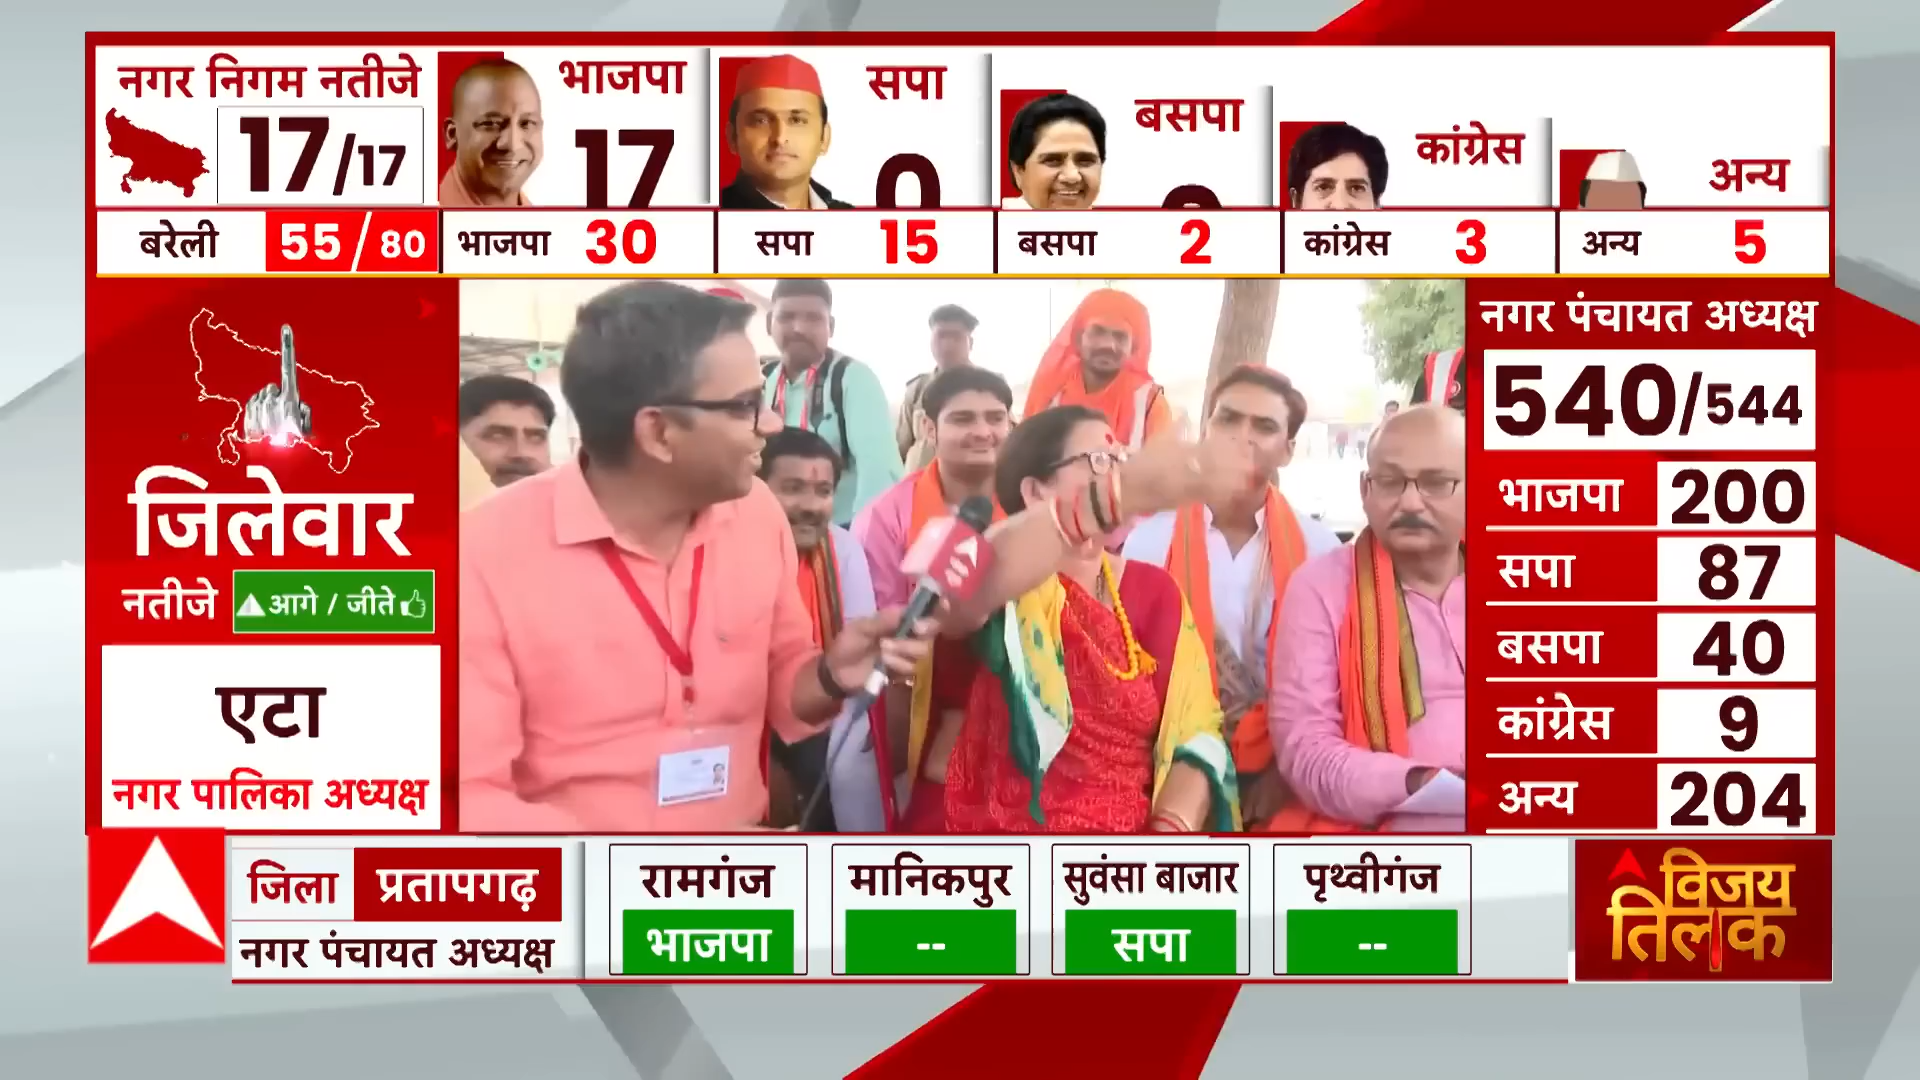 नगर निगम नतीजे
17/17
भाजपा
17
सपा
0
बसपा
कांग्रेस
अन्य
बरेली 55/80 भाजपा 30 सपा 15 बसपा 2 कांग्रेस 3 अन्य 5
जिलेवार
नतीजे आगे / जीते
एटा
नगर पालिका अध्यक्ष
नगर पंचायत अध्यक्ष
540/544
भाजपा 200
सपा 87
बसपा 40
कांग्रेस 9
अन्य 204
जिला प्रतापगढ़
नगर पंचायत अध्यक्ष
रामगंज
भाजपा
मानिकपुर
--
सुवंसा बाजार
सपा
पृथ्वीगंज
--
विजय
तिलक